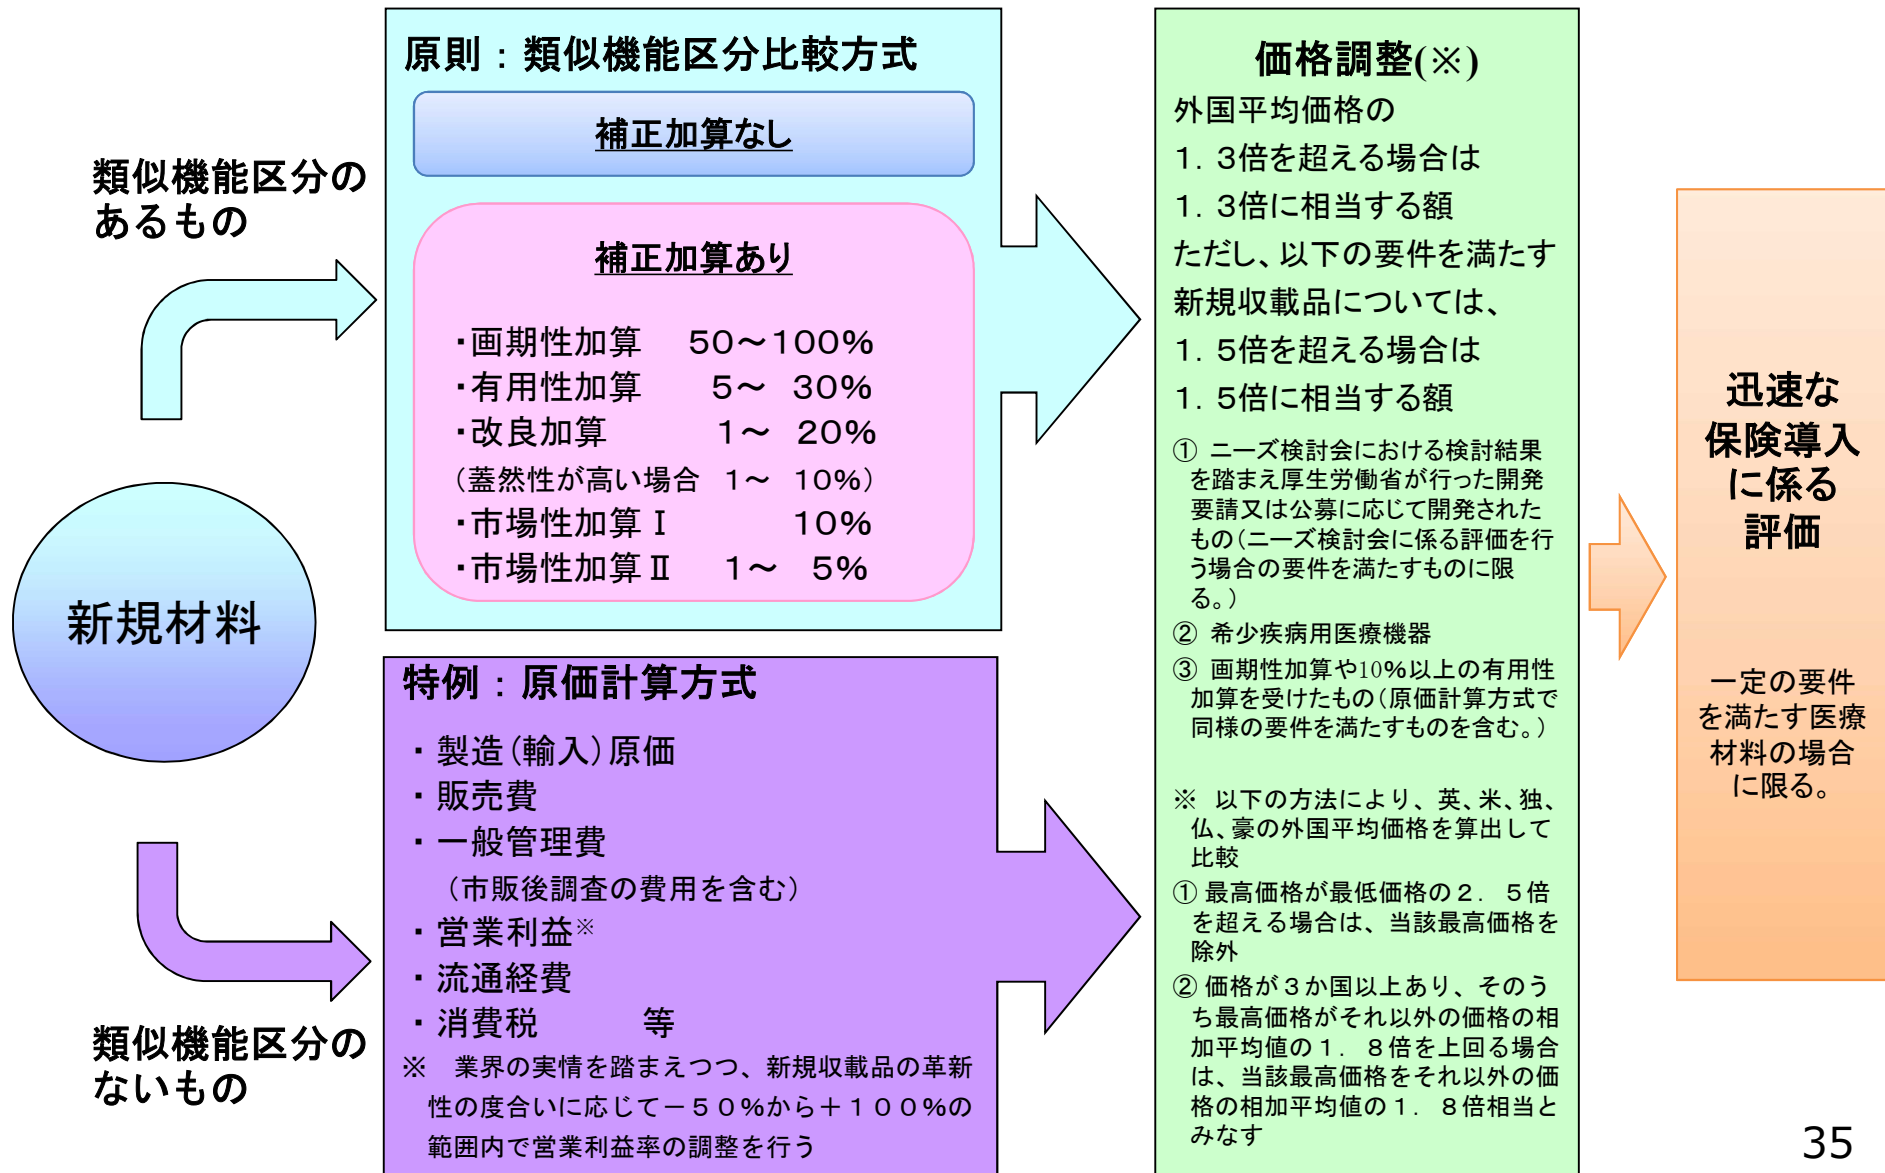 新規材料
類似機能区分の
あるもの
類似機能区分の
ないもの
原則：類似機能区分比較方式
補正加算なし
補正加算あり
・画期性加算　50～100%
・有用性加算　5～　30%
・改良加算　1～　20%
（蓋然性が高い場合　1～　10%）
・市場性加算Ⅰ　10%
・市場性加算Ⅱ　1～　5%
特例：原価計算方式
・製造（輸入）原価
・販売費
・一般管理費
（市販後調査の費用を含む）
・営業利益※
・流通経費
・消費税　等
※　業界の実情を踏まえつつ、新規収載品の革新
性の度合いに応じて－５０％から＋１００％の
範囲内で営業利益率の調整を行う
価格調整(※)
外国平均価格の
１．３倍を超える場合は
１．３倍に相当する額
ただし、以下の要件を満たす
新規収載品については、
１．５倍を超える場合は
１．５倍に相当する額
① ニーズ検討会における検討結果
を踏まえ厚生労働省が行った開発
要請又は公募に応じて開発された
もの（ニーズ検討会に係る評価を行
う場合の要件を満たすものに限
る。）
② 希少疾病用医療機器
③ 画期性加算や10%以上の有用性
加算を受けたもの（原価計算方式で
同様の要件を満たすものを含む。）
※　以下の方法により、英、米、独、
仏、豪の外国平均価格を算出して
比較
① 最高価格が最低価格の２．５倍
を超える場合は、当該最高価格を
除外
② 価格が３か国以上あり、そのう
ち最高価格がそれ以外の価格の相
加平均値の１．８倍を上回る場合
は、当該最高価格をそれ以外の価
格の相加平均値の１．８倍相当と
みなす
迅速な
保険導入
に係る
評価
一定の要件
を満たす医療
材料の場合
に限る。
35